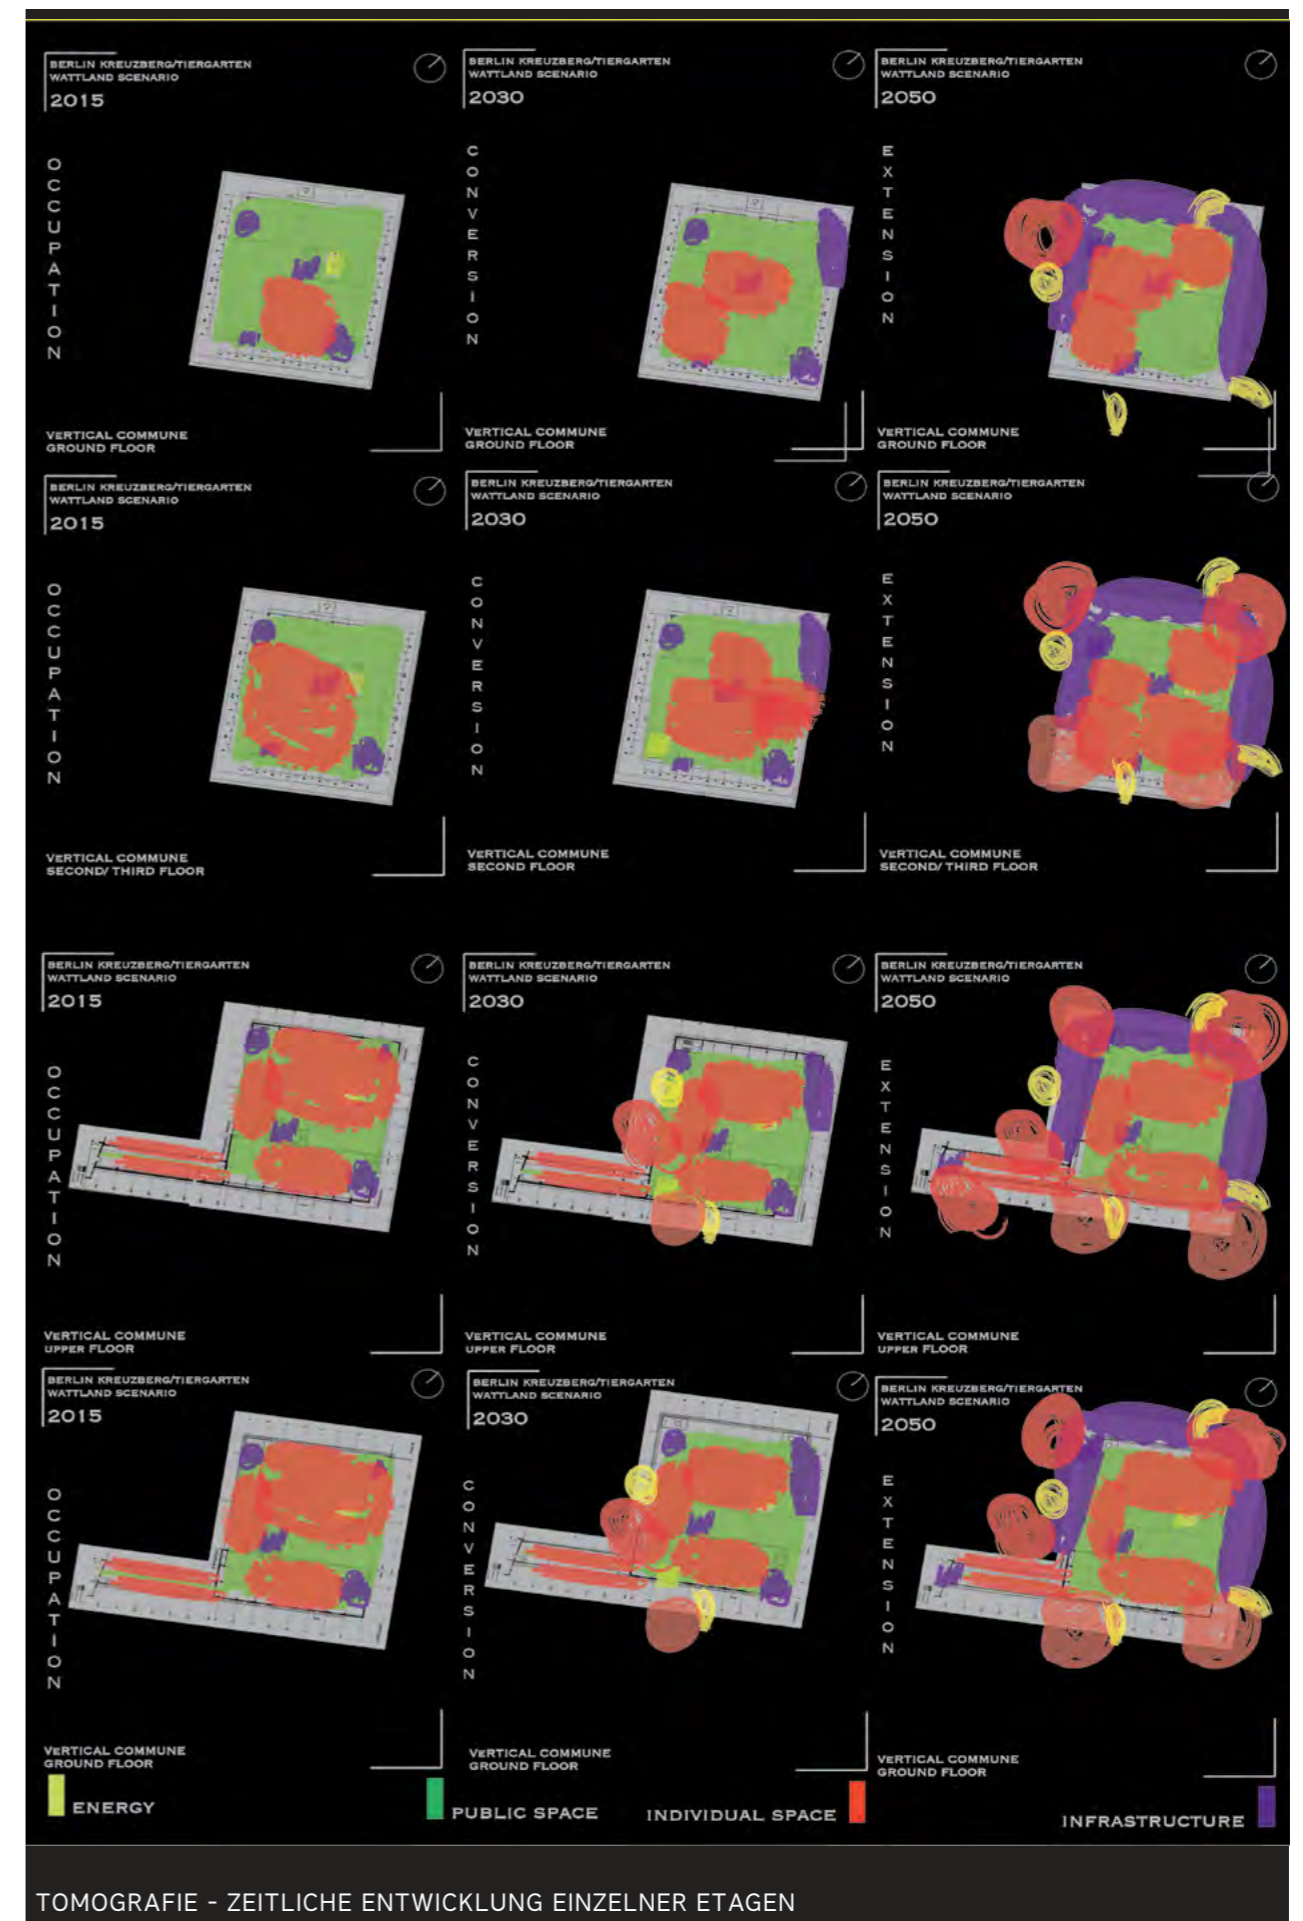 BERLIN KREUZBERG/TIERGARTEN
WATTLAND SCENARIO
2015
OCCUPATION
VERTICAL COMMUNE
GROUND FLOOR
BERLIN KREUZBERG/TIERGARTEN
WATTLAND SCENARIO
2030
CONVERSION
VERTICAL COMMUNE
GROUND FLOOR
BERLIN KREUZBERG/TIERGARTEN
WATTLAND SCENARIO
2050
EXTENSION
VERTICAL COMMUNE
GROUND FLOOR
BERLIN KREUZBERG/TIERGARTEN
WATTLAND SCENARIO
2015
OCCUPATION
VERTICAL COMMUNE
SECOND/ THIRD FLOOR
BERLIN KREUZBERG/TIERGARTEN
WATTLAND SCENARIO
2030
CONVERSION
VERTICAL COMMUNE
SECOND FLOOR
BERLIN KREUZBERG/TIERGARTEN
WATTLAND SCENARIO
2050
EXTENSION
VERTICAL COMMUNE
SECOND/ THIRD FLOOR
BERLIN KREUZBERG/TIERGARTEN
WATTLAND SCENARIO
2015
OCCUPATION
VERTICAL COMMUNE
UPPER FLOOR
BERLIN KREUZBERG/TIERGARTEN
WATTLAND SCENARIO
2030
CONVERSION
VERTICAL COMMUNE
UPPER FLOOR
BERLIN KREUZBERG/TIERGARTEN
WATTLAND SCENARIO
2050
EXTENSION
VERTICAL COMMUNE
UPPER FLOOR
BERLIN KREUZBERG/TIERGARTEN
WATTLAND SCENARIO
2015
OCCUPATION
VERTICAL COMMUNE
GROUND FLOOR
BERLIN KREUZBERG/TIERGARTEN
WATTLAND SCENARIO
2030
CONVERSION
VERTICAL COMMUNE
GROUND FLOOR
BERLIN KREUZBERG/TIERGARTEN
WATTLAND SCENARIO
2050
EXTENSION
VERTICAL COMMUNE
GROUND FLOOR
ENERGY
PUBLIC SPACE
INDIVIDUAL SPACE
INFRASTRUCTURE
TOMOGRAFIE - ZEITLICHE ENTWICKLUNG EINZELNER ETAGEN